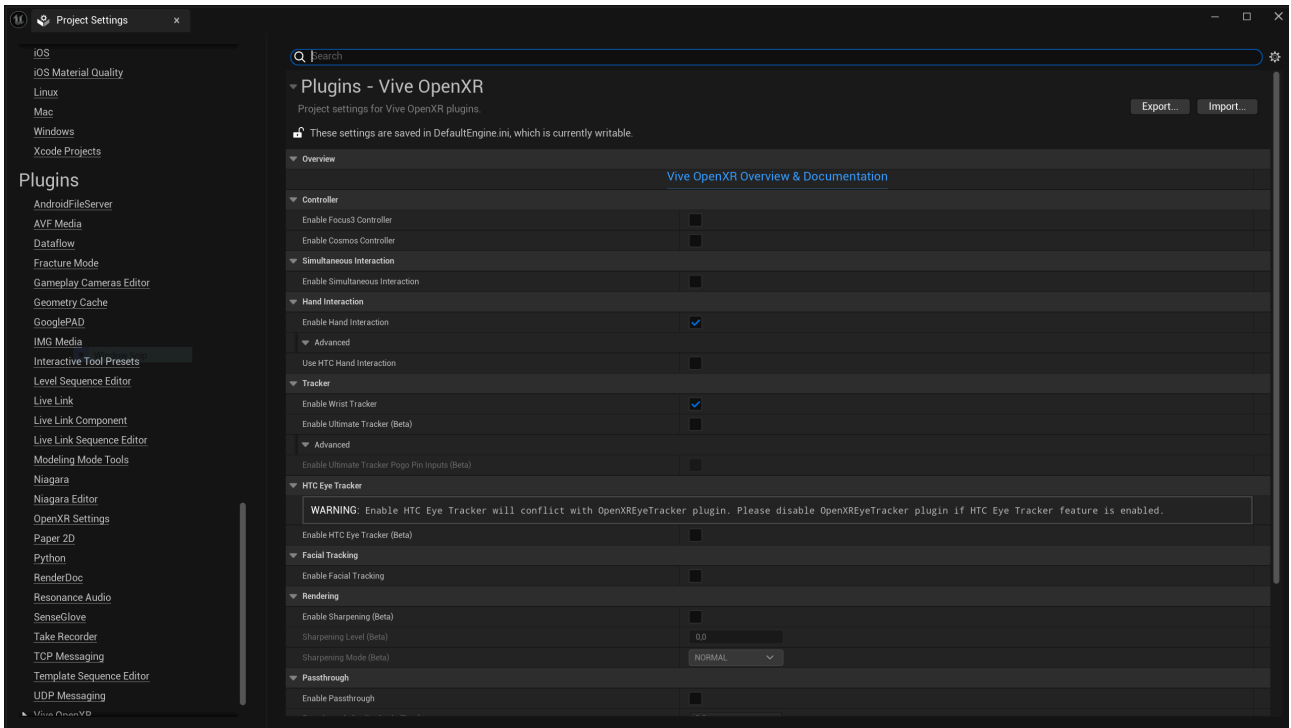 Project Settings
iOS
iOS Material Quality
Linux
Mac
Windows
Xcode Projects
Plugins
AndroidFileServer
AVF Media
Dataflow
Fracture Mode
Gameplay Cameras Editor
Geometry Cache
GooglePAD
IMG Media
Interactive Tool Presets
Level Sequence Editor
Live Link
Live Link Component
Live Link Sequence Editor
Modeling Mode Tools
Niagara
Niagara Editor
OpenXR Settings
Paper 2D
Python
RenderDoc
Resonance Audio
SenseGlove
Take Recorder
TCP Messaging
Template Sequence Editor
UDP Messaging
Vive OpenXR
Search
Plugins - Vive OpenXR
Project settings for Vive OpenXR plugins.
Export... Import...
These settings are saved in DefaultEngine.ini, which is currently writable.
Overview
Vive OpenXR Overview & Documentation
Controller
Enable Focus3 Controller
Enable Cosmos Controller
Simultaneous Interaction
Enable Simultaneous Interaction
Hand Interaction
Enable Hand Interaction
Advanced
Use HTC Hand Interaction
Tracker
Enable Wrist Tracker
Enable Ultimate Tracker (Beta)
Advanced
Enable Ultimate Tracker Pogo Pin Inputs (Beta)
HTC Eye Tracker
WARNING: Enable HTC Eye Tracker will conflict with OpenXREyeTracker plugin. Please disable OpenXREyeTracker plugin if HTC Eye Tracker feature is enabled.
Enable HTC Eye Tracker (Beta)
Facial Tracking
Enable Facial Tracking
Rendering
Enable Sharpening (Beta)
Sharpening Level (Beta) 0,0
Sharpening Mode (Beta) NORMAL
Passthrough
Enable Passthrough